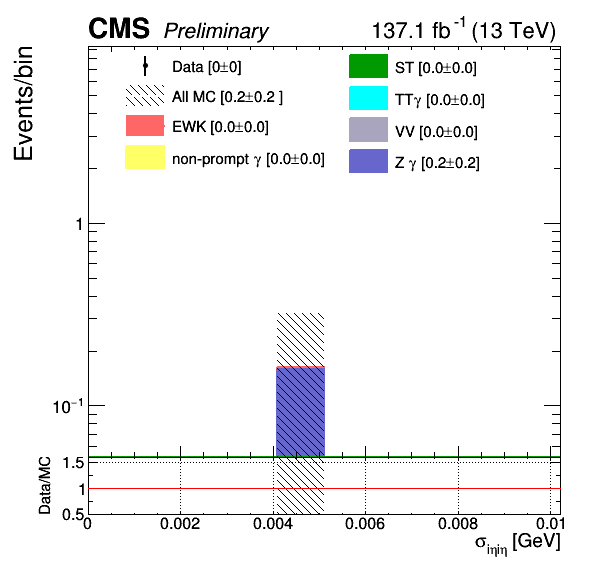 CMS Preliminary 137.1 fb⁻¹ (13 TeV)
Events/bin
Data [0±0]
All MC [0.2±0.2 ]
EWK [0.0±0.0]
non-prompt γ [0.0±0.0]
ST [0.0±0.0]
TTγ [0.0±0.0]
VV [0.0±0.0]
Z γ [0.2±0.2]
1
10⁻¹
Data/MC
1.5
1
0.5
0 0.002 0.004 0.006 0.008 0.01
σiηiη [GeV]